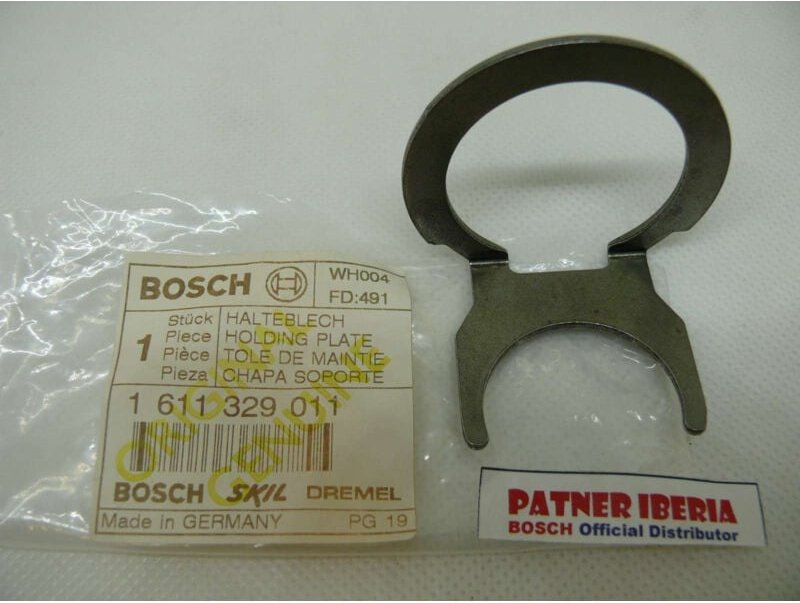 BOSCH
WH004
FD:491
1
Stück HALTEBLECH
Piece HOLDING PLATE
Pièce TOLE DE MAINTIE
Pieza CHAPA SOPORTE
1 611 329 011
ORIGINAL
GENUINE
BOSCH SKIL DREMEL
Made in GERMANY PG 19
PATNER IBERIA
BOSCH Official Distributor